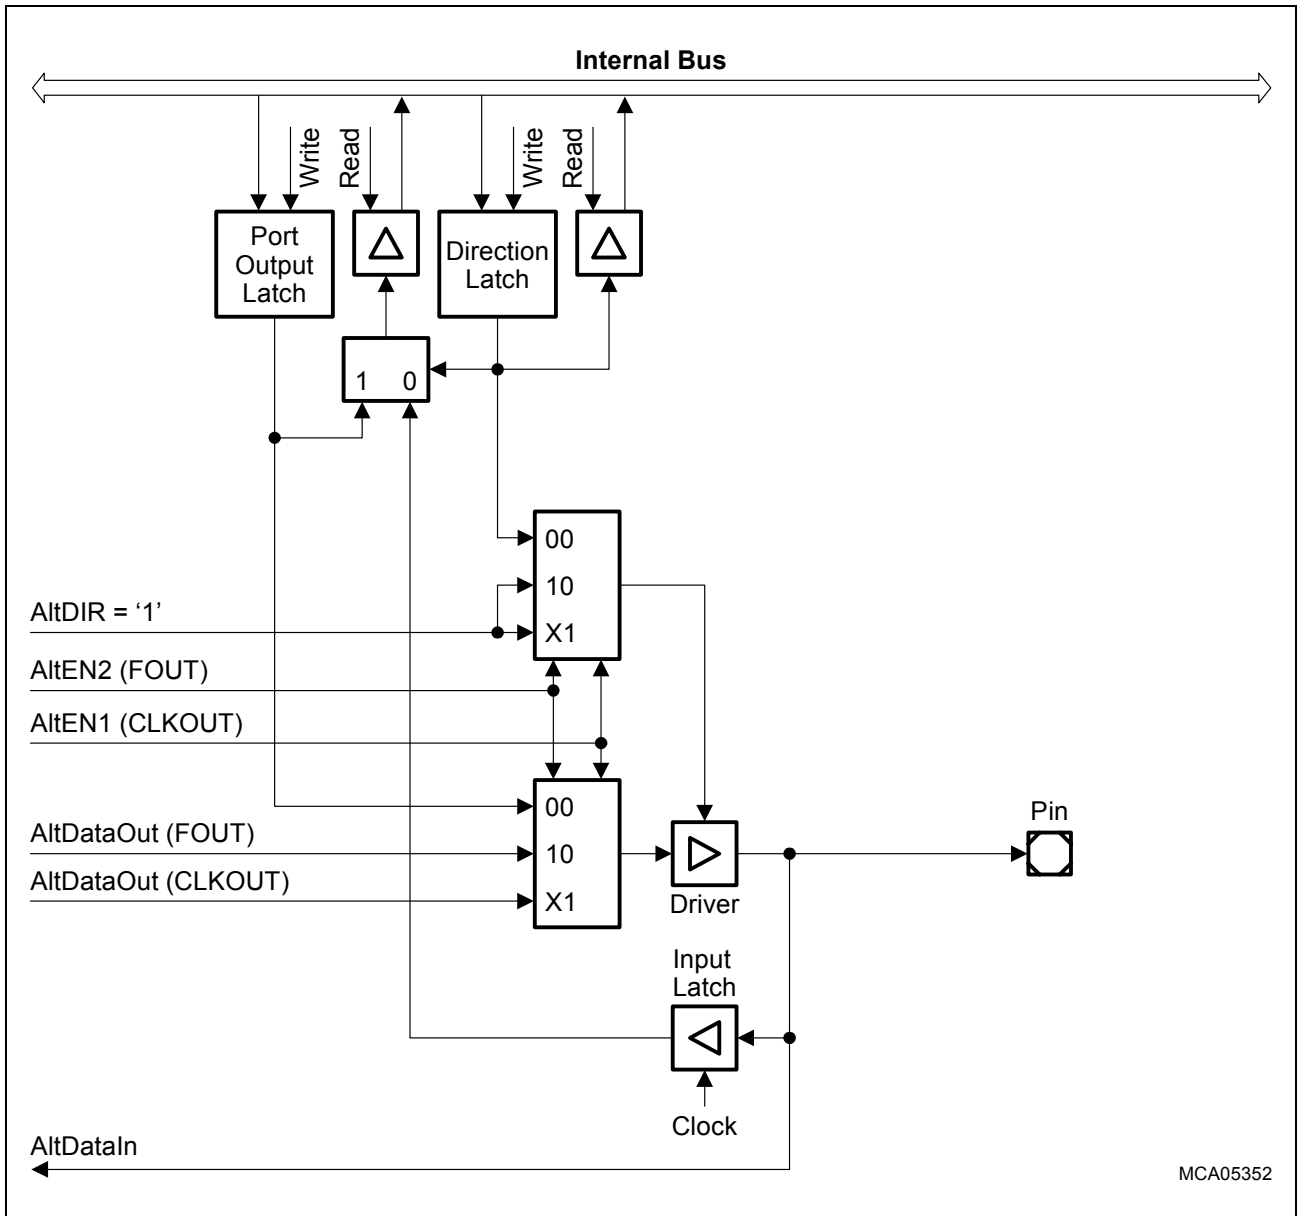 Internal Bus
Write
Read
Write
Read
Port
Output
Latch
Direction
Latch
1 0
00
10
X1
AltDIR = ‘1’
AltEN2 (FOUT)
AltEN1 (CLKOUT)
00
10
X1
AltDataOut (FOUT)
AltDataOut (CLKOUT)
Driver
Pin
Input
Latch
Clock
AltDataIn
MCA05352